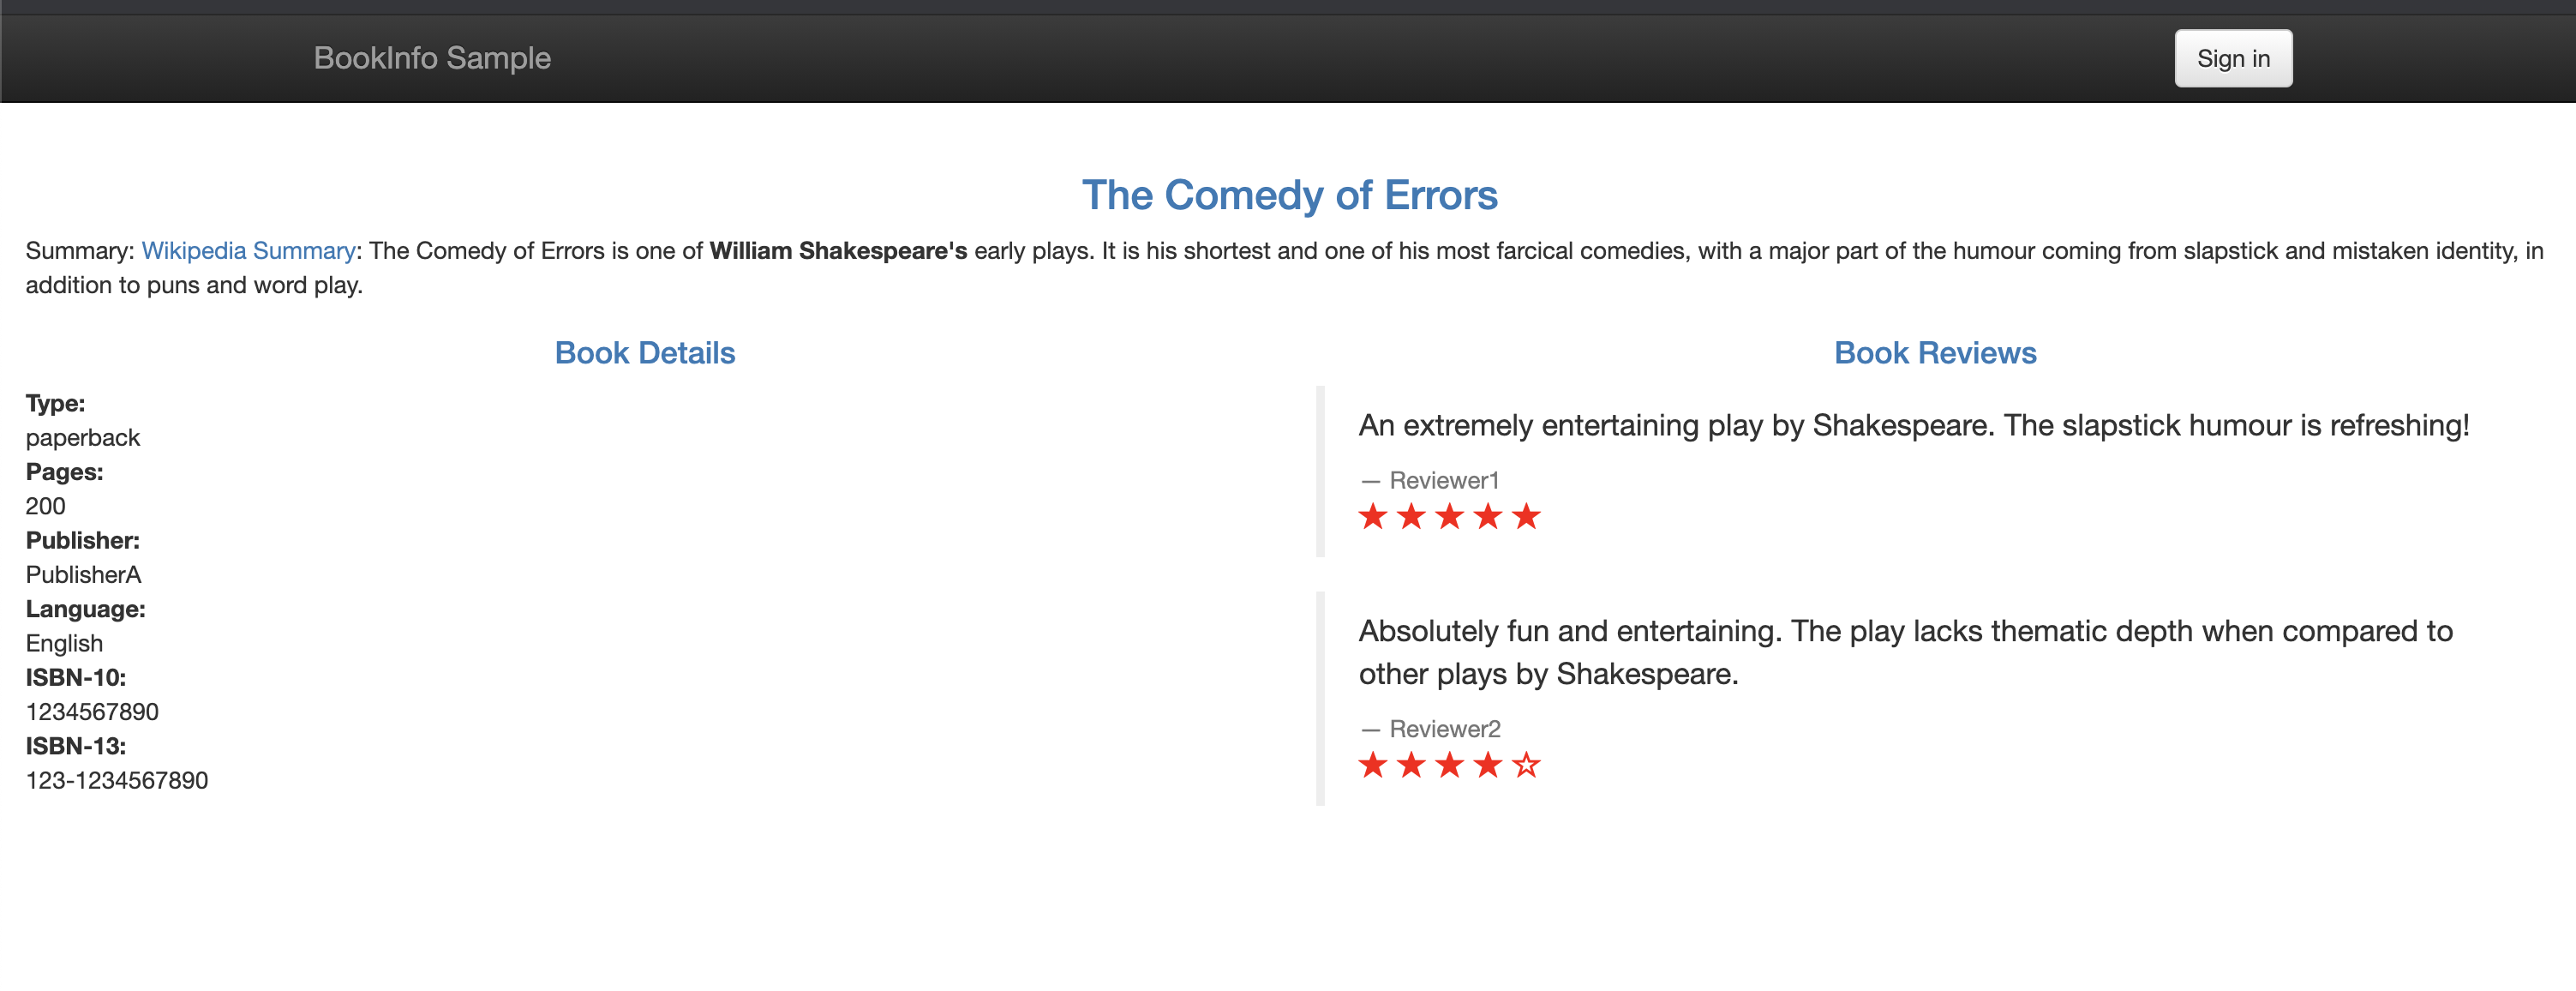 BookInfo Sample
Sign in
The Comedy of Errors
Summary: Wikipedia Summary: The Comedy of Errors is one of William Shakespeare's early plays. It is his shortest and one of his most farcical comedies, with a major part of the humour coming from slapstick and mistaken identity, in
addition to puns and word play.
Book Details
Type:
paperback
Pages:
200
Publisher:
PublisherA
Language:
English
ISBN-10:
1234567890
ISBN-13:
123-1234567890
Book Reviews
An extremely entertaining play by Shakespeare. The slapstick humour is refreshing!
— Reviewer1
Absolutely fun and entertaining. The play lacks thematic depth when compared to
other plays by Shakespeare.
— Reviewer2